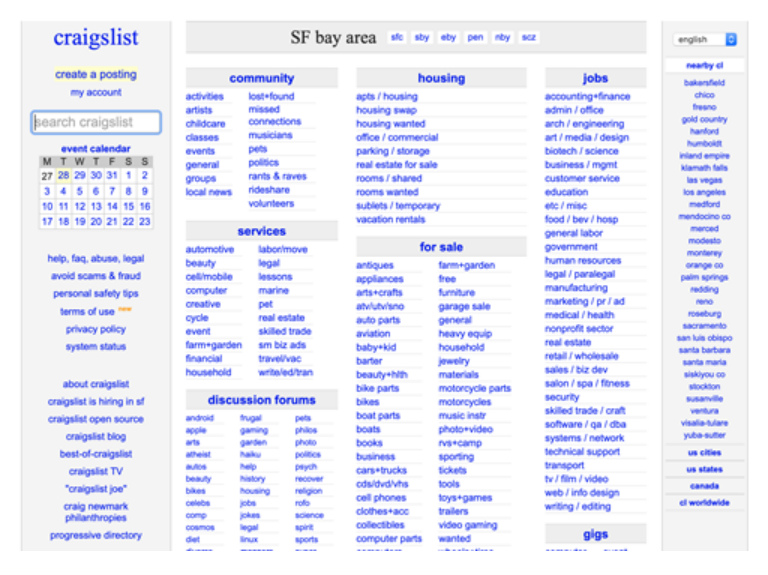 craigslist
create a posting
my account
search craigslist
event calendar
M T W T F S S
27 28 29 30 31 1 2
3 4 5 6 7 8 9
10 11 12 13 14 15 16
17 18 19 20 21 22 23
help, faq, abuse, legal
avoid scams & fraud
personal safety tips
terms of use new
privacy policy
system status
about craigslist
craigslist is hiring in sf
craigslist open source
craigslist blog
best-of-craigslist
craigslist TV
"craigslist joe"
craig newmark
philanthropies
progressive directory
SF bay area sfc sby eby pen nby scz
community
activities
artists
childcare
classes
events
general
groups
local news
lost+found
missed
connections
musicians
pets
politics
rants & raves
rideshare
volunteers
services
automotive
beauty
cell/mobile
computer
creative
cycle
event
farm+garden
financial
household
labor/move
legal
lessons
marine
pet
real estate
skilled trade
sm biz ads
travel/vac
write/ed/tran
discussion forums
android
apple
arts
atheist
autos
beauty
bikes
celebs
comp
cosmos
diet
frugal
gaming
garden
haiku
help
history
housing
jobs
jokes
legal
linux
pets
philos
photo
politics
psych
recover
religion
rofo
science
spirit
sports
housing
apts / housing
housing swap
housing wanted
office / commercial
parking / storage
real estate for sale
rooms / shared
rooms wanted
sublets / temporary
vacation rentals
for sale
antiques
appliances
arts+crafts
atv/utv/sno
auto parts
aviation
baby+kid
barter
beauty+hlth
bike parts
bikes
boat parts
boats
books
business
cars+trucks
cds/dvd/vhs
cell phones
clothes+acc
collectibles
computer parts
farm+garden
free
furniture
garage sale
general
heavy equip
household
jewelry
materials
motorcycle parts
motorcycles
music instr
photo+video
rvs+camp
sporting
tickets
tools
toys+games
trailers
video gaming
wanted
jobs
accounting+finance
admin / office
arch / engineering
art / media / design
biotech / science
business / mgmt
customer service
education
etc / misc
food / bev / hosp
general labor
government
human resources
legal / paralegal
manufacturing
marketing / pr / ad
medical / health
nonprofit sector
real estate
retail / wholesale
sales / biz dev
salon / spa / fitness
security
skilled trade / craft
software / qa / dba
systems / network
technical support
transport
tv / film / video
web / info design
writing / editing
gigs
english
nearby cl
bakersfield
chico
fresno
gold country
hanford
humboldt
inland empire
klamath falls
las vegas
los angeles
medford
mendocino co
merced
modesto
monterey
orange co
palm springs
redding
reno
roseburg
sacramento
san luis obispo
santa barbara
santa maria
siskiyou co
stockton
susanville
ventura
visalia-tulare
yuba-sutter
us cities
us states
canada
cl worldwide